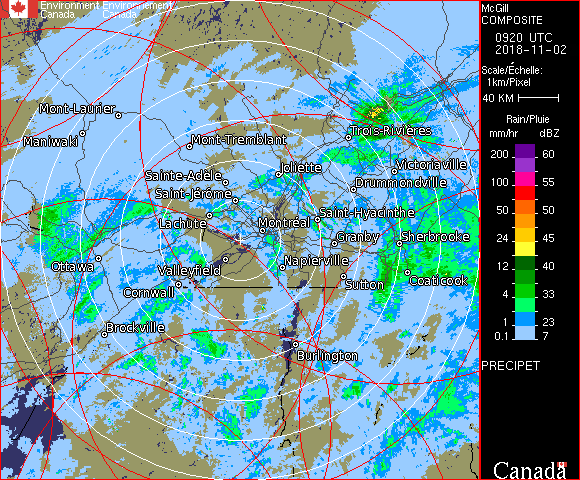 Environment Environnement
Canada Canada
McGill
COMPOSITE
0920 UTC
2018-11-02
Scale/Échelle:
1km/Pixel
40 KM
Rain/Pluie
mm/hr dBZ
200 60
100 55
50 50
24 45
12 40
4 33
1 23
0.1 7
PRECIPET
Canada
Mont-Laurier
Maniwaki
Mont-Tremblant
Trois-Rivières
Joliette
Victoriaville
Sainte-Adèle
Drummondville
Saint-Jérôme
Saint-Hyacinthe
Lachute
Montréal
Granby
Sherbrooke
Ottawa
Valleyfield
Napierville
Coaticook
Sutton
Cornwall
Brockville
Burlington